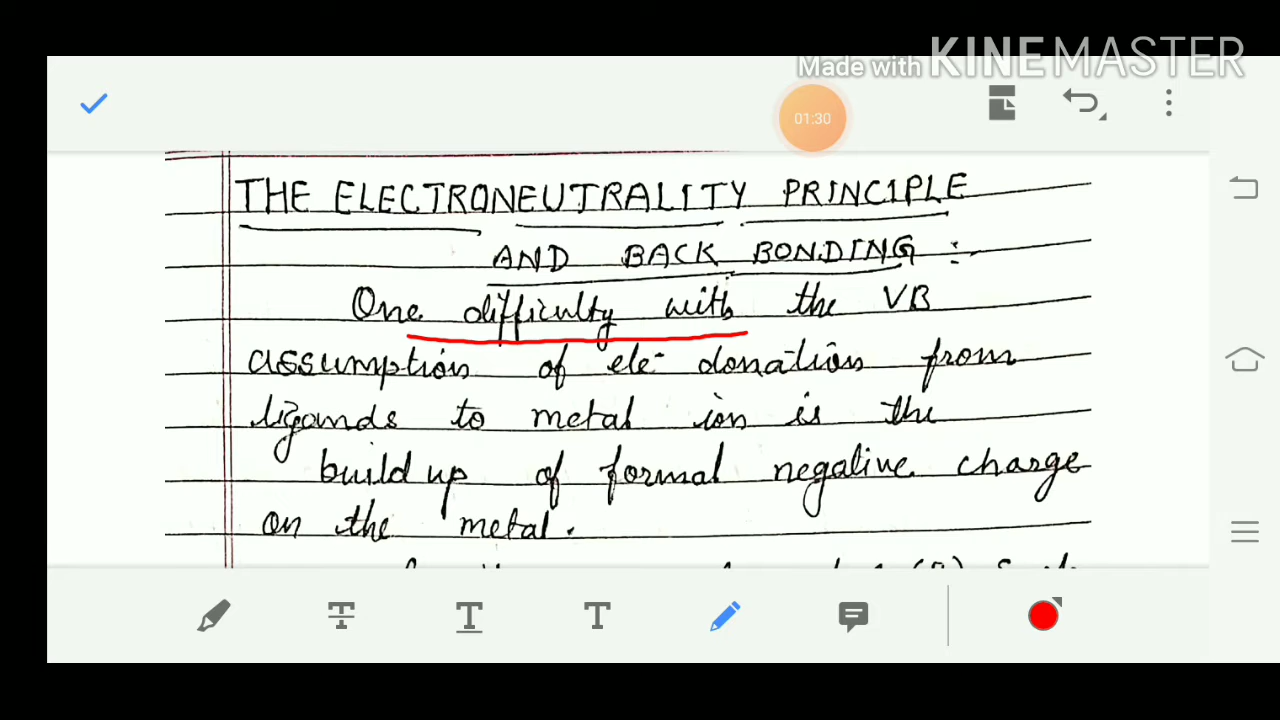 Made with KINEMASTER
01:30
THE ELECTRONEUTRALITY PRINCIPLE
AND BACK BONDING :-
One difficulty with the VB
assumption of ele- donation from
ligands to metal ion is the
build up of formal negative charge
on the metal.
T T T